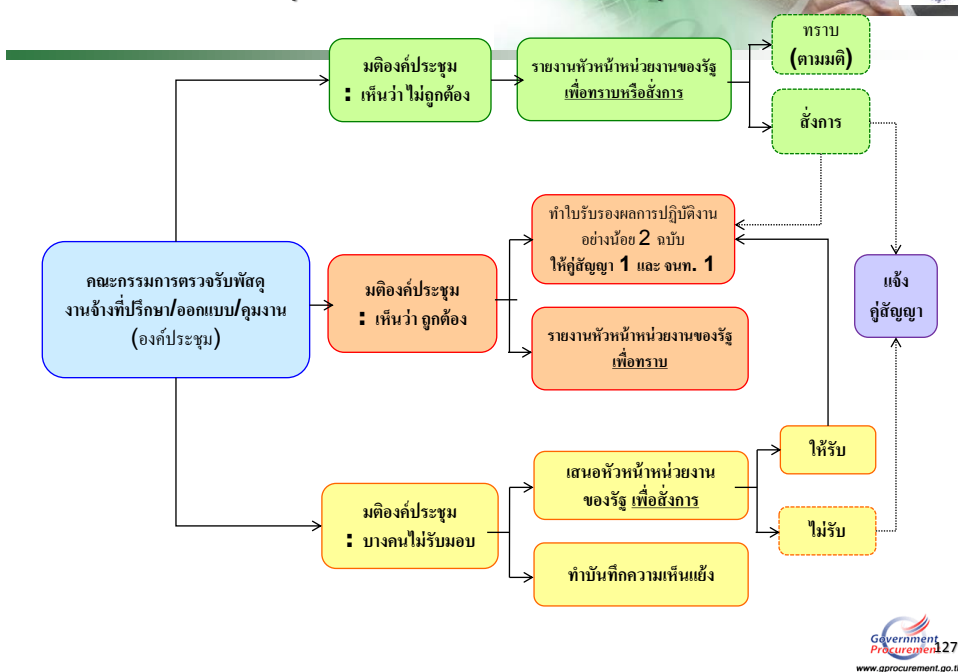 ทราบ
(ตามมติ)
มติองค์ประชุม
: เห็นว่า ไม่ถูกต้อง
รายงานหัวหน้าหน่วยงานของรัฐ
เพื่อทราบหรือสั่งการ
สั่งการ
ทำใบรับรองผลการปฏิบัติงาน
อย่างน้อย 2 ฉบับ
ให้คู่สัญญา 1 และ จนท. 1
คณะกรรมการตรวจรับพัสดุ
งานจ้างที่ปรึกษา/ออกแบบ/คุมงาน
(องค์ประชุม)
มติองค์ประชุม
: เห็นว่า ถูกต้อง
แจ้ง
คู่สัญญา
รายงานหัวหน้าหน่วยงานของรัฐ
เพื่อทราบ
ให้รับ
เสนอหัวหน้าหน่วยงาน
ของรัฐ เพื่อสั่งการ
มติองค์ประชุม
: บางคนไม่รับมอบ
ไม่รับ
ทำบันทึกความเห็นแย้ง
Government
Procurement
127
www.gprocurement.go.t